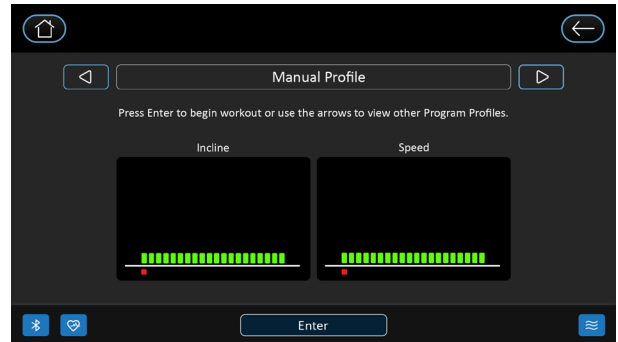 Manual Profile
Press Enter to begin workout or use the arrows to view other Program Profiles.
Incline
Speed
Enter